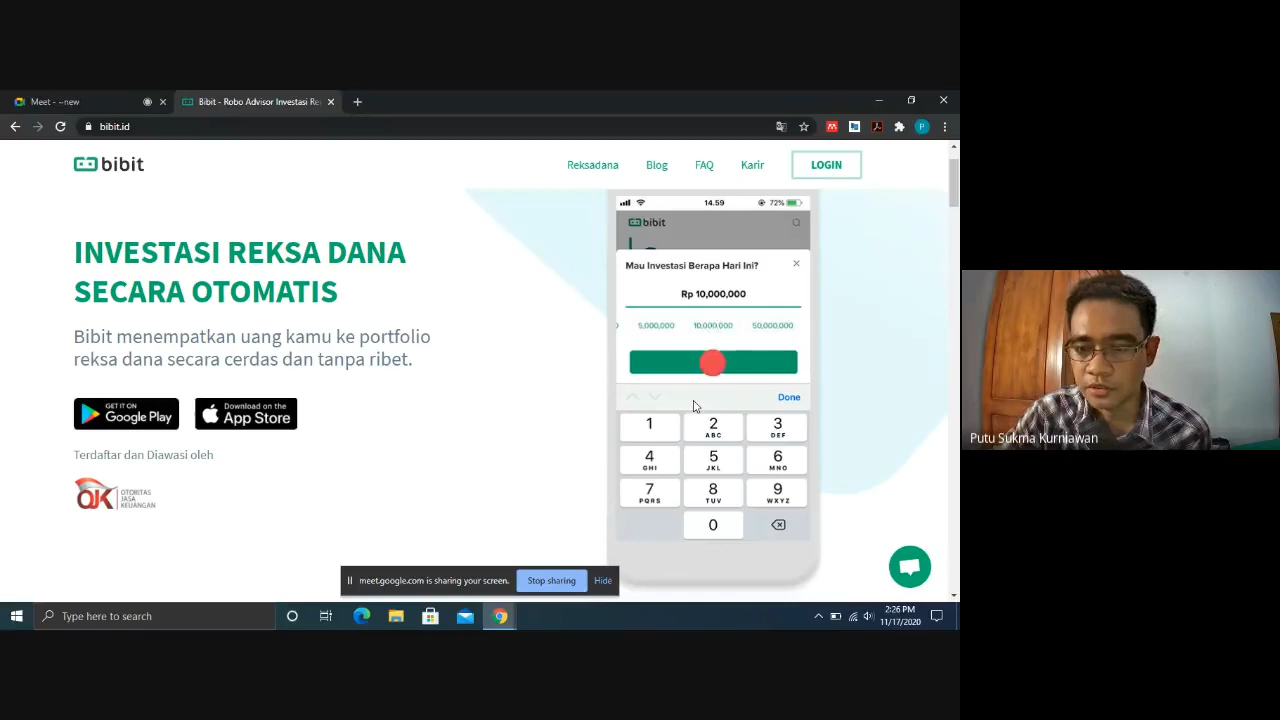 Meet - ~new
Bibit - Robo Advisor Investasi Re
bibit.id
P
bibit
Reksadana
Blog
FAQ
Karir
LOGIN
INVESTASI REKSA DANA
SECARA OTOMATIS
Bibit menempatkan uang kamu ke portfolio
reksa dana secara cerdas dan tanpa ribet.
GET IT ON
Google Play
Download on the
App Store
Terdaftar dan Diawasi oleh
OJK
OTORITAS
JASA
KEUANGAN
14.59
72%
bibit
Mau Investasi Berapa Hari Ini?
Rp 10,000,000
5,000,000
10,000,000
50,000,000
Done
1
2
ABC
3
DEF
4
GHI
5
JKL
6
MNO
7
PQRS
8
TUV
9
WXYZ
0
meet.google.com is sharing your screen.
Stop sharing
Hide
Type here to search
2:26 PM
11/17/2020
Putu Sukma Kurniawan